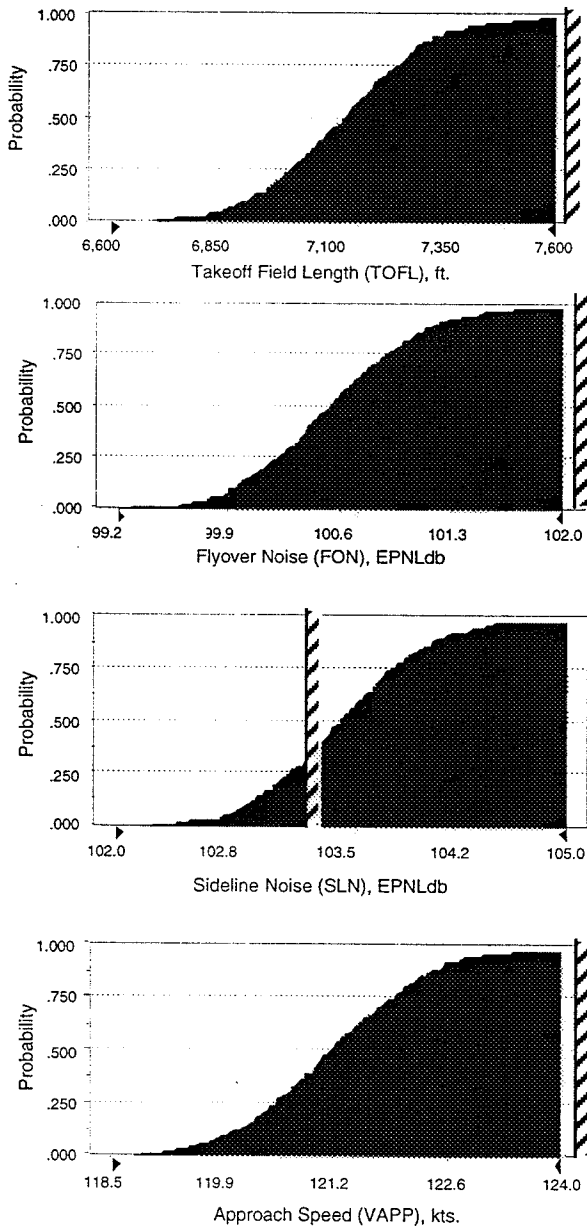 1.000
.750
.500
.250
.000
Probability
6,600 6,850 7,100 7,350 7,600
Takeoff Field Length (TOFL), ft.
1.000
.750
.500
.250
.000
Probability
99.2 99.9 100.6 101.3 102.0
Flyover Noise (FON), EPNLdb
1.000
.750
.500
.250
.000
Probability
102.0 102.8 103.5 104.2 105.0
Sideline Noise (SLN), EPNLdb
1.000
.750
.500
.250
.000
Probability
118.5 119.9 121.2 122.6 124.0
Approach Speed (VAPP), kts.